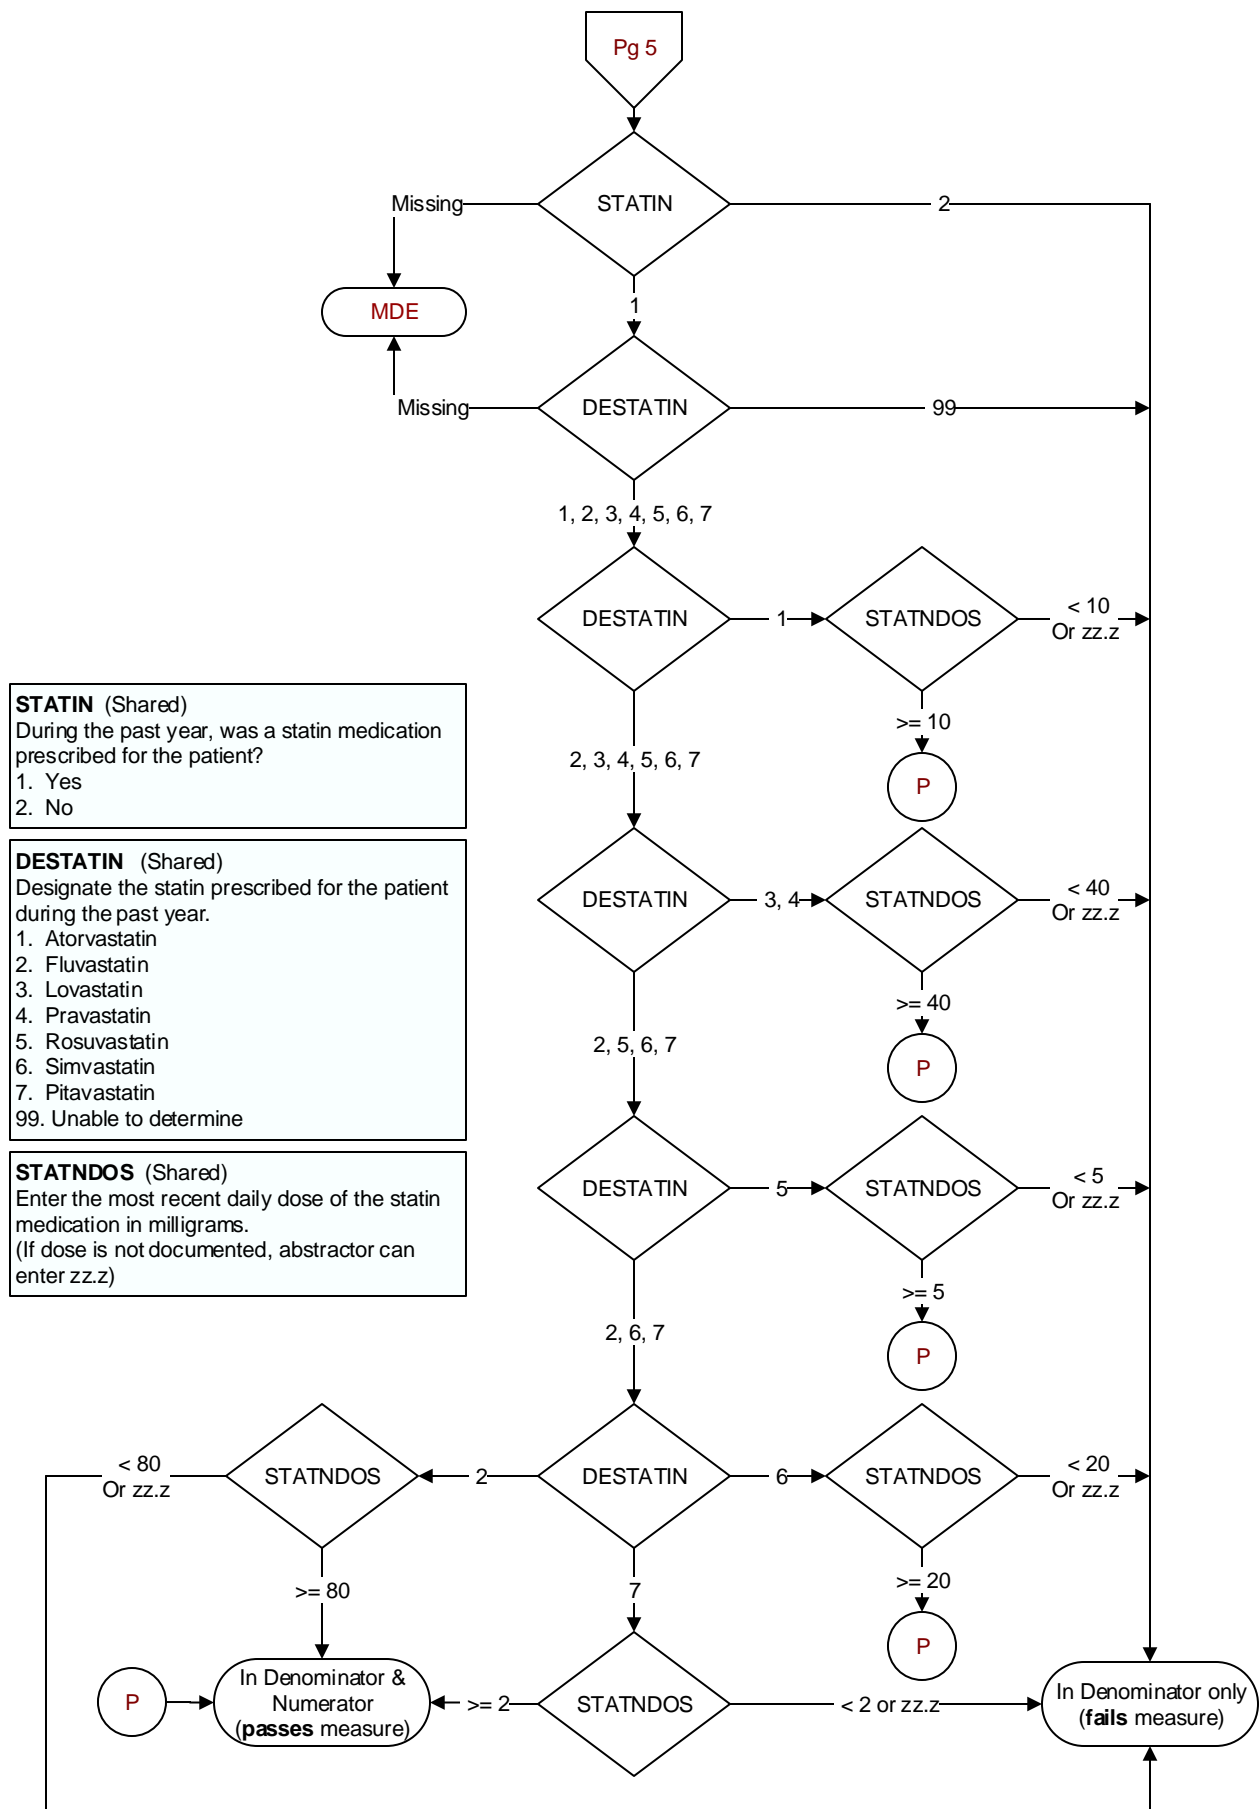 Pg 5
STATIN
Missing
2
MDE
1
DESTATIN
Missing
99
1, 2, 3, 4, 5, 6, 7
DESTATIN
1
STATNDOS
< 10
Or zz.z
>= 10
P
2, 3, 4, 5, 6, 7
STATIN (Shared)
During the past year, was a statin medication
prescribed for the patient?
1. Yes
2. No
DESTATIN (Shared)
Designate the statin prescribed for the patient
during the past year.
1. Atorvastatin
2. Fluvastatin
3. Lovastatin
4. Pravastatin
5. Rosuvastatin
6. Simvastatin
7. Pitavastatin
99. Unable to determine
STATNDOS (Shared)
Enter the most recent daily dose of the statin
medication in milligrams.
(If dose is not documented, abstractor can
enter zz.z)
DESTATIN
3, 4
STATNDOS
< 40
Or zz.z
>= 40
P
2, 5, 6, 7
DESTATIN
5
STATNDOS
< 5
Or zz.z
>= 5
P
2, 6, 7
< 80
Or zz.z
STATNDOS
2
DESTATIN
6
STATNDOS
< 20
Or zz.z
>= 80
7
>= 20
P
P
In Denominator &
Numerator
(passes measure)
>= 2
STATNDOS
< 2 or zz.z
In Denominator only
(fails measure)